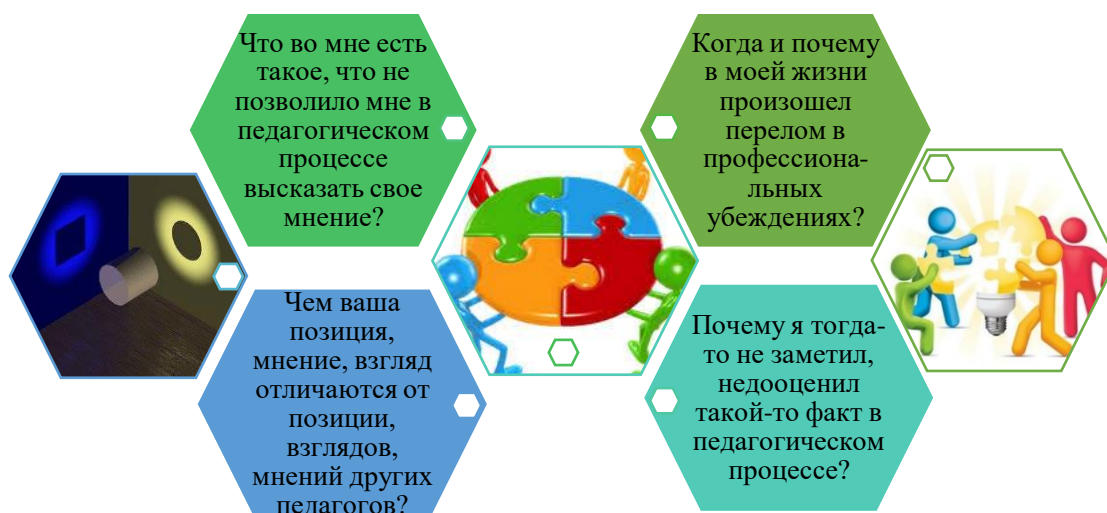 Что во мне есть
такое, что не
позволило мне в
педагогическом
процессе
высказать свое
мнение?
Чем ваша
позиция,
мнение, взгляд
отличаются от
позиции,
взглядов,
мнений других
педагогов?
Когда и почему
в моей жизни
произошел
перелом в
профессиона-
льных
убеждениях?
Почему я тогда-
то не заметил,
недооценил
такой-то факт в
педагогическом
процессе?